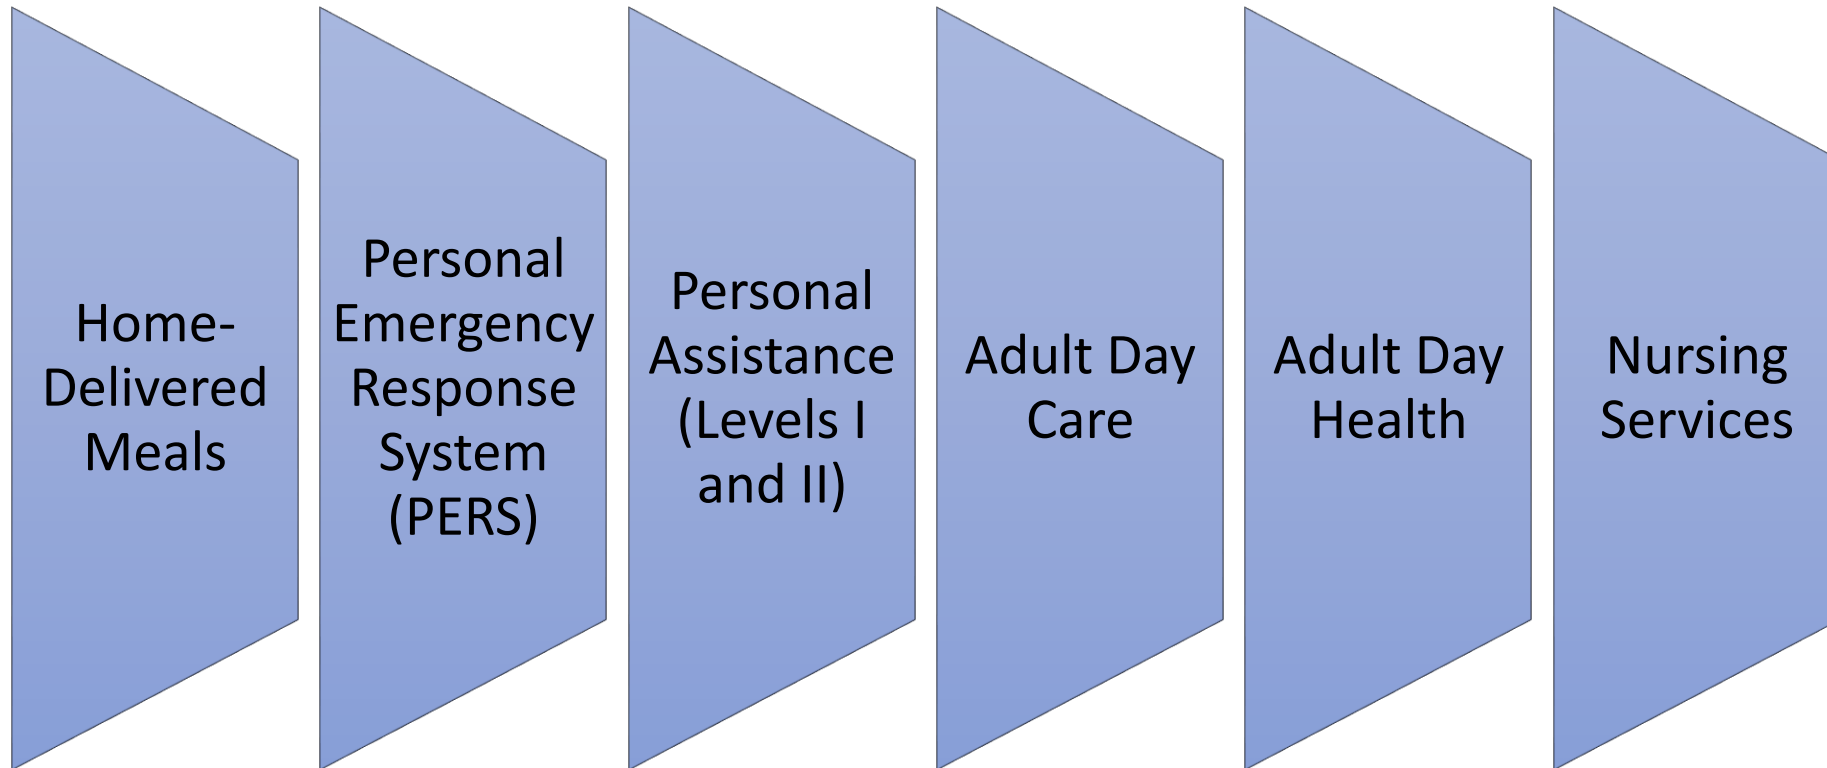 Home-
Delivered
Meals
Personal
Emergency
Response
System
(PERS)
Personal
Assistance
(Levels I
and II)
Adult Day
Care
Adult Day
Health
Nursing
Services